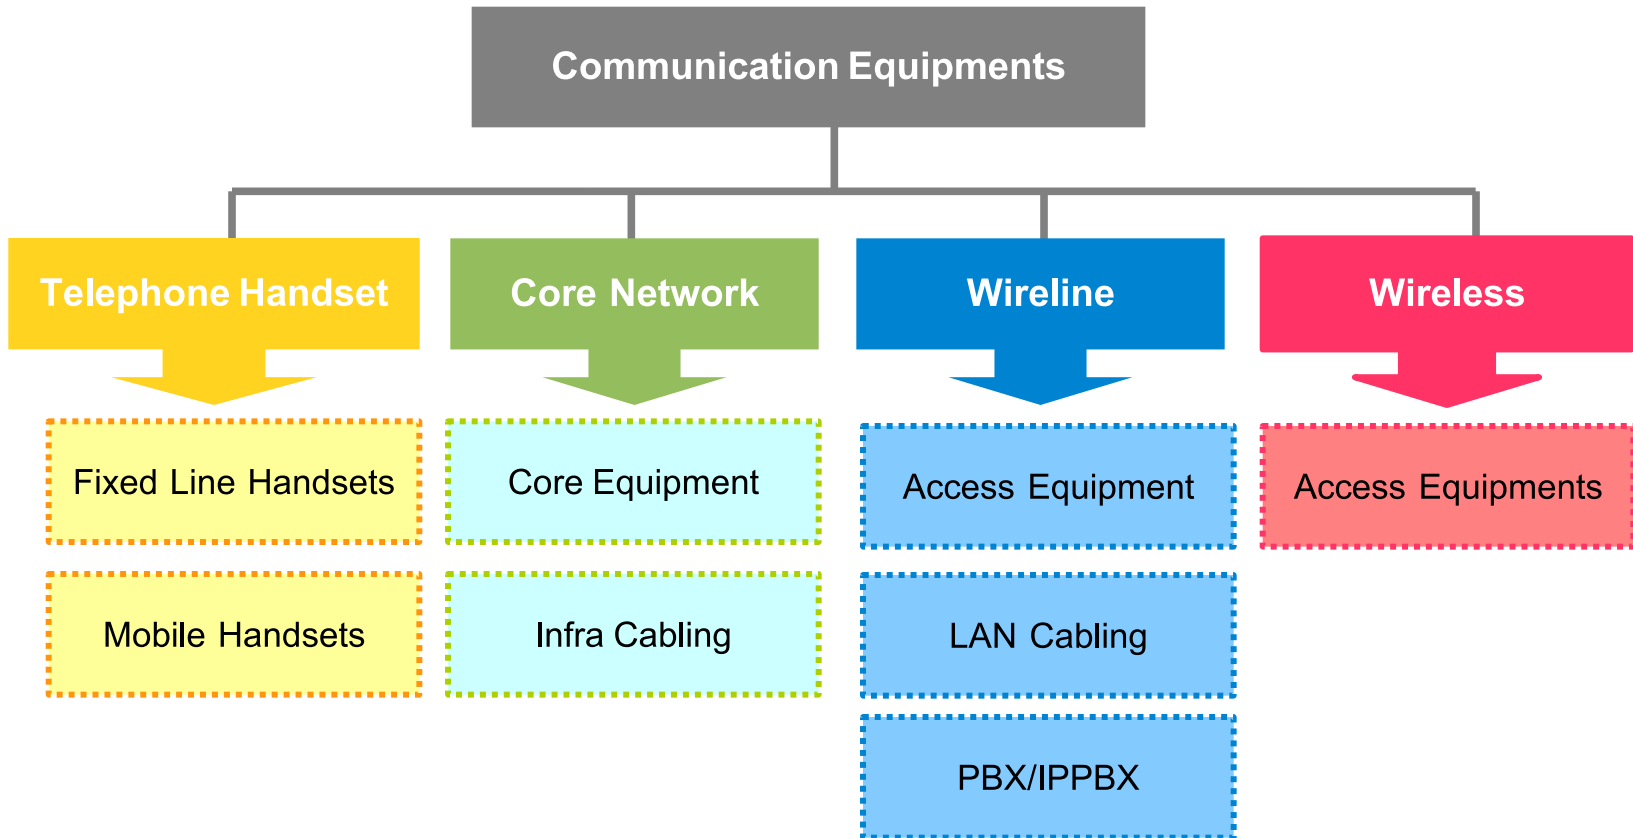 Communication Equipments
Telephone Handset
Core Network
Wireline
Wireless
Fixed Line Handsets
Core Equipment
Access Equipment
Access Equipments
Mobile Handsets
Infra Cabling
LAN Cabling
PBX/IPPBX